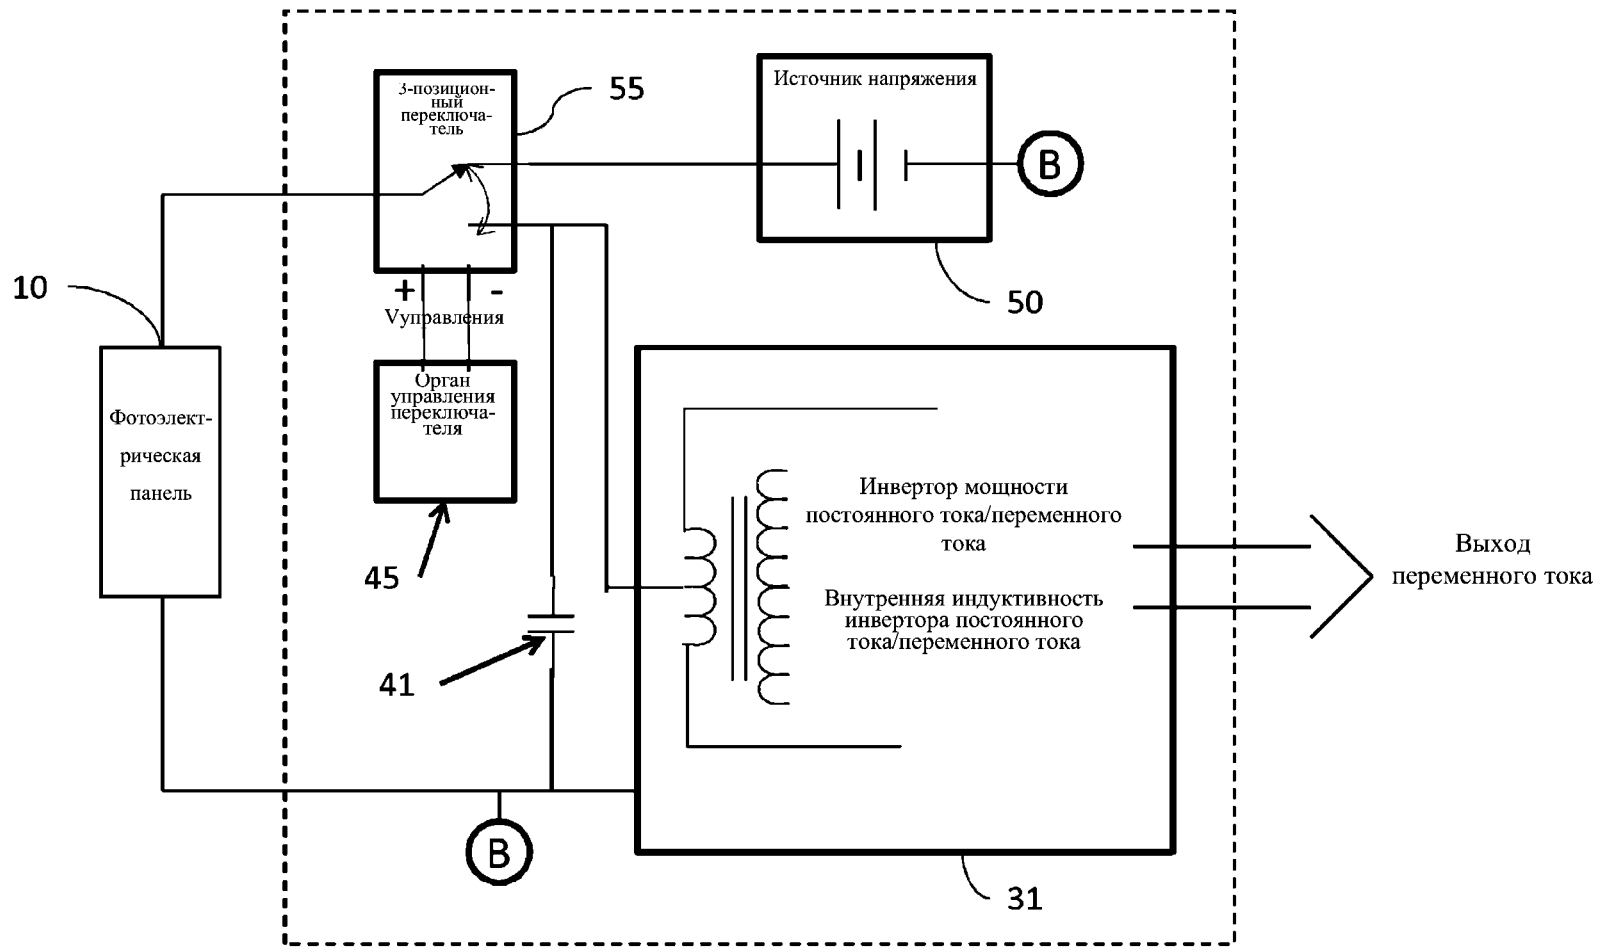 3-позицион-
ный
переключа-
тель
55
Источник напряжения
B
50
10
+ -
Vуправления
Орган
управления
переключа-
теля
45
Фотоэлект-
рическая
панель
41
Инвертор мощности
постоянного тока/переменного
тока
Внутренняя индуктивность
инвертора постоянного
тока/переменного тока
Выход
переменного тока
B
31